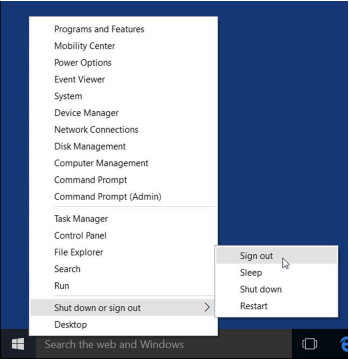 Programs and Features
Mobility Center
Power Options
Event Viewer
System
Device Manager
Network Connections
Disk Management
Computer Management
Command Prompt
Command Prompt (Admin)
Task Manager
Control Panel
File Explorer
Search
Run
Shut down or sign out
Desktop
Sign out
Sleep
Shut down
Restart
Search the web and Windows